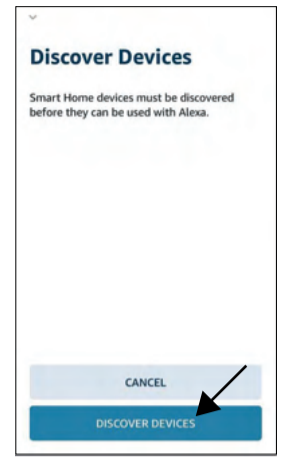 Discover Devices
Smart Home devices must be discovered
before they can be used with Alexa.
CANCEL
DISCOVER DEVICES